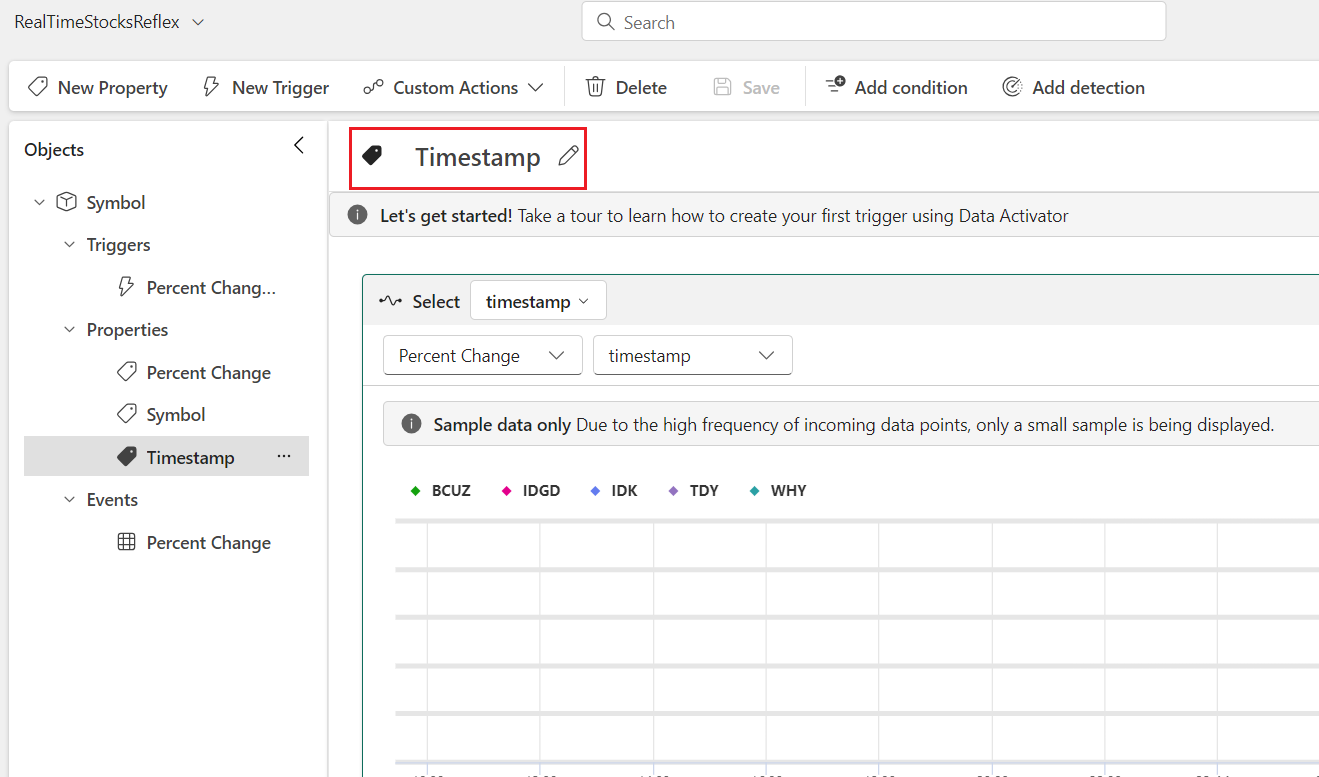 RealTimeStocksReflex
Search
New Property New Trigger Custom Actions Delete Save Add condition Add detection
Objects
Symbol
Triggers
Percent Chang...
Properties
Percent Change
Symbol
Timestamp ...
Events
Percent Change
Timestamp
Let's get started! Take a tour to learn how to create your first trigger using Data Activator
Select timestamp
Percent Change timestamp
Sample data only Due to the high frequency of incoming data points, only a small sample is being displayed.
BCUZ IDGD IDK TDY WHY